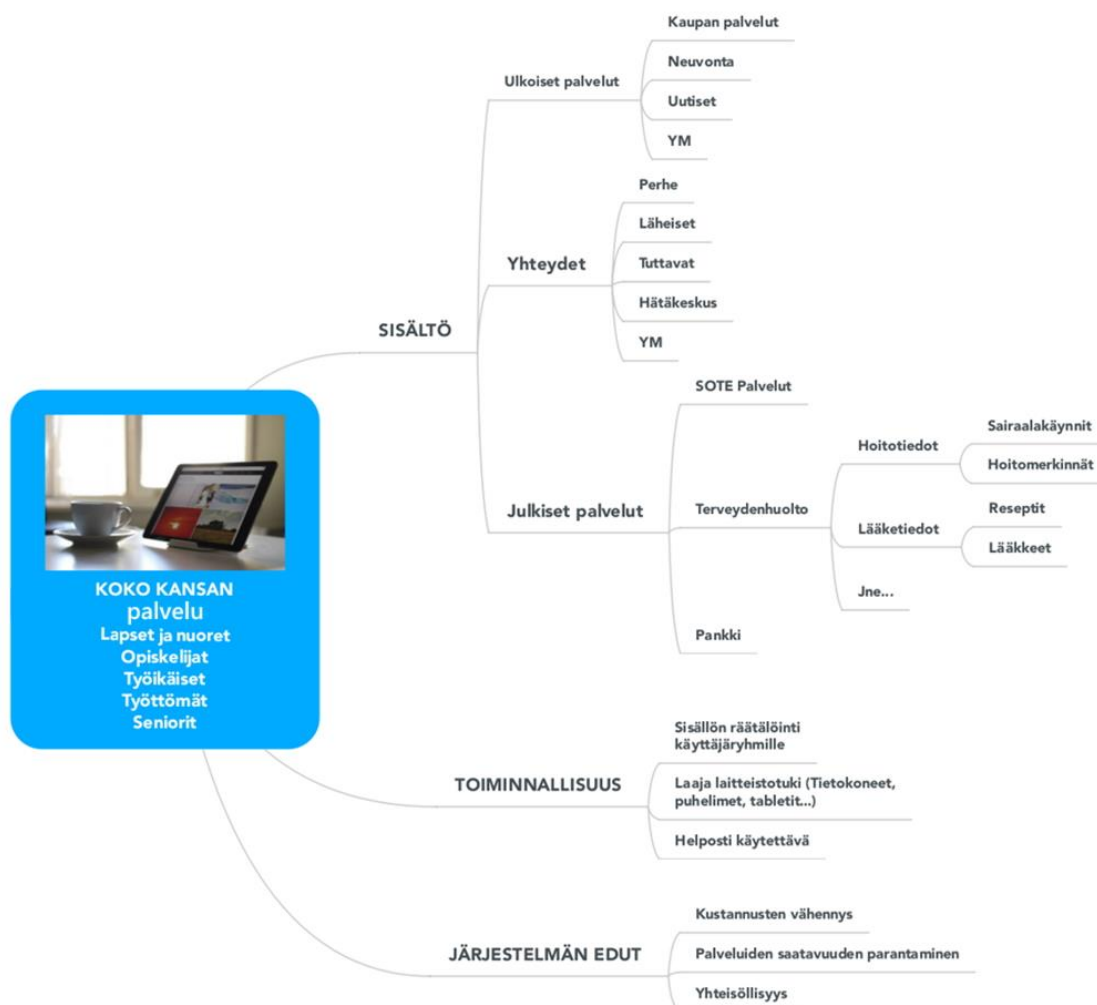 KOKO KANSAN
palvelu
Lapset ja nuoret
Opiskelijat
Työikäiset
Työttömät
Seniorit
SISÄLTÖ
Ulkoiset palvelut
Kaupan palvelut
Neuvonta
Uutiset
YM
Yhteydet
Perhe
Läheiset
Tuttavat
Hätäkeskus
YM
Julkiset palvelut
SOTE Palvelut
Terveydenhuolto
Hoitotiedot
Sairaalakäynnit
Hoitomerkinnät
Lääketiedot
Reseptit
Lääkkeet
Jne...
Pankki
TOIMINNALLISUUS
Sisällön räätälöinti
käyttäjäryhmille
Laaja laitteistotuki (Tietokoneet,
puhelimet, tabletit...)
Helposti käytettävä
JÄRJESTELMÄN EDUT
Kustannusten vähennys
Palveluiden saatavuuden parantaminen
Yhteisöllisyys